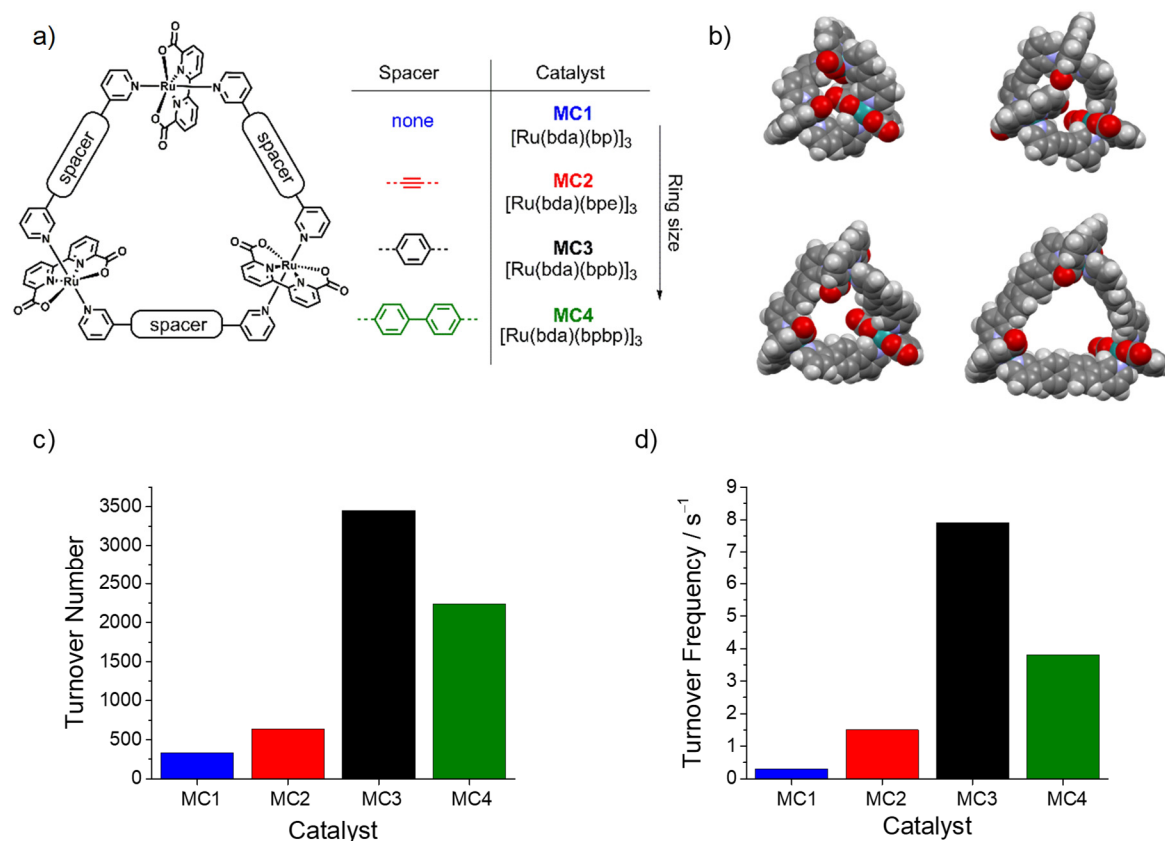 a)
b)
O
O
N
Ru
N
N
N
O
O
spacer
spacer
Spacer
Catalyst
none
MC1
[Ru(bda)(bp)]3
MC2
[Ru(bda)(bpe)]3
MC3
[Ru(bda)(bpb)]3
MC4
[Ru(bda)(bpbp)]3
Ring size
O
O
N
N
Ru
N
N
O
O
N
O
O
Ru
N
N
N
O
O
spacer
c)
d)
Turnover Number
3500
3000
2500
2000
1500
1000
500
0
MC1 MC2 MC3 MC4
Catalyst
Turnover Frequency / s⁻¹
9
8
7
6
5
4
3
2
1
0
MC1 MC2 MC3 MC4
Catalyst